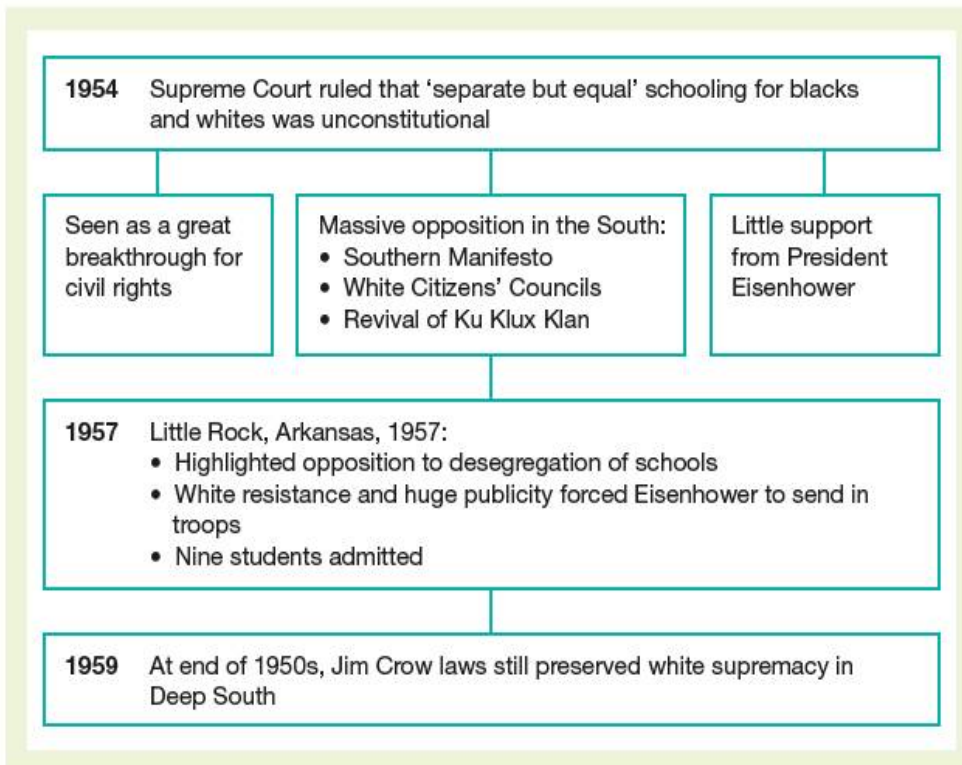 1954 Supreme Court ruled that ‘separate but equal’ schooling for blacks
and whites was unconstitutional
Seen as a great
breakthrough for
civil rights
Massive opposition in the South:
• Southern Manifesto
• White Citizens’ Councils
• Revival of Ku Klux Klan
Little support
from President
Eisenhower
1957 Little Rock, Arkansas, 1957:
• Highlighted opposition to desegregation of schools
• White resistance and huge publicity forced Eisenhower to send in
troops
• Nine students admitted
1959 At end of 1950s, Jim Crow laws still preserved white supremacy in
Deep South